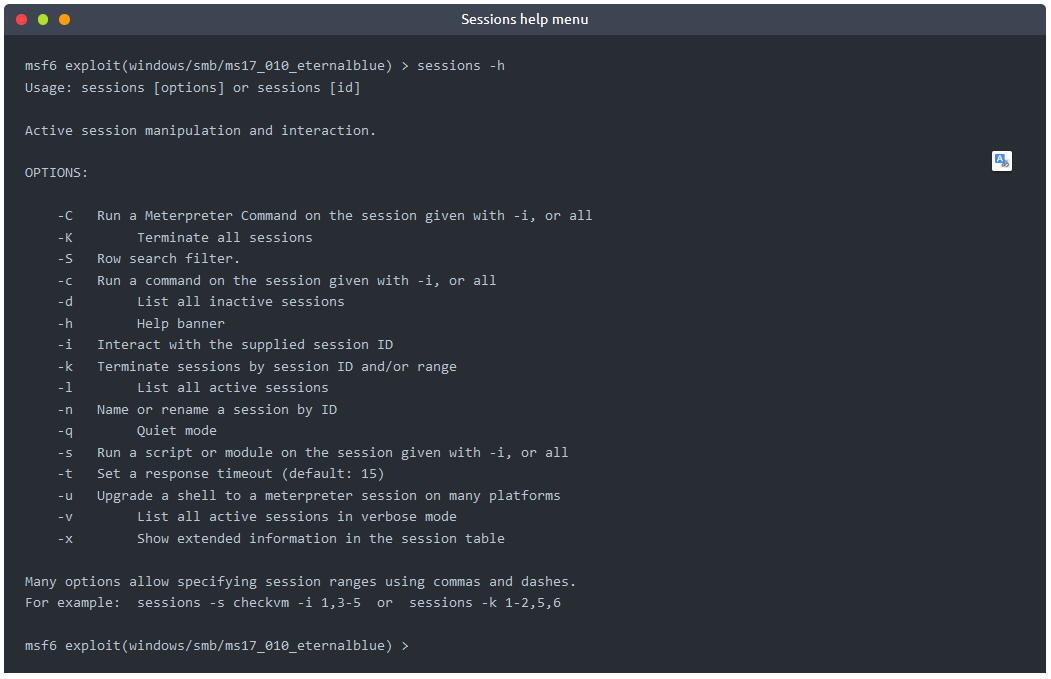 Sessions help menu
msf6 exploit(windows/smb/ms17_010_eternalblue) > sessions -h
Usage: sessions [options] or sessions [id]
Active session manipulation and interaction.
OPTIONS:
-C Run a Meterpreter Command on the session given with -i, or all
-K Terminate all sessions
-S Row search filter.
-c Run a command on the session given with -i, or all
-d List all inactive sessions
-h Help banner
-i Interact with the supplied session ID
-k Terminate sessions by session ID and/or range
-l List all active sessions
-n Name or rename a session by ID
-q Quiet mode
-s Run a script or module on the session given with -i, or all
-t Set a response timeout (default: 15)
-u Upgrade a shell to a meterpreter session on many platforms
-v List all active sessions in verbose mode
-x Show extended information in the session table
Many options allow specifying session ranges using commas and dashes.
For example: sessions -s checkvm -i 1,3-5 or sessions -k 1-2,5,6
msf6 exploit(windows/smb/ms17_010_eternalblue) >